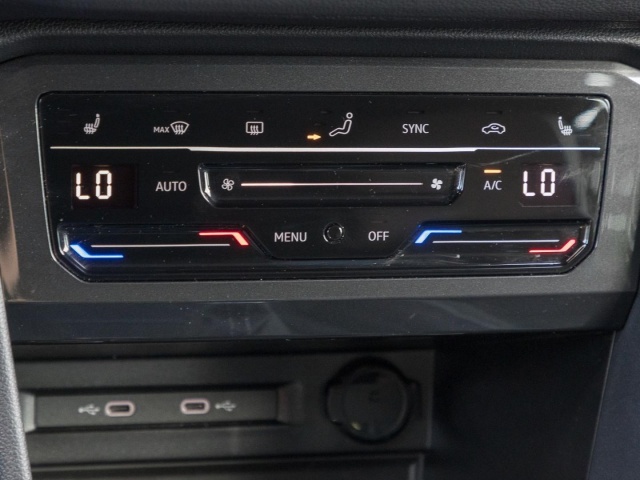 MAX SYNC
LO AUTO A/C LO
MENU OFF